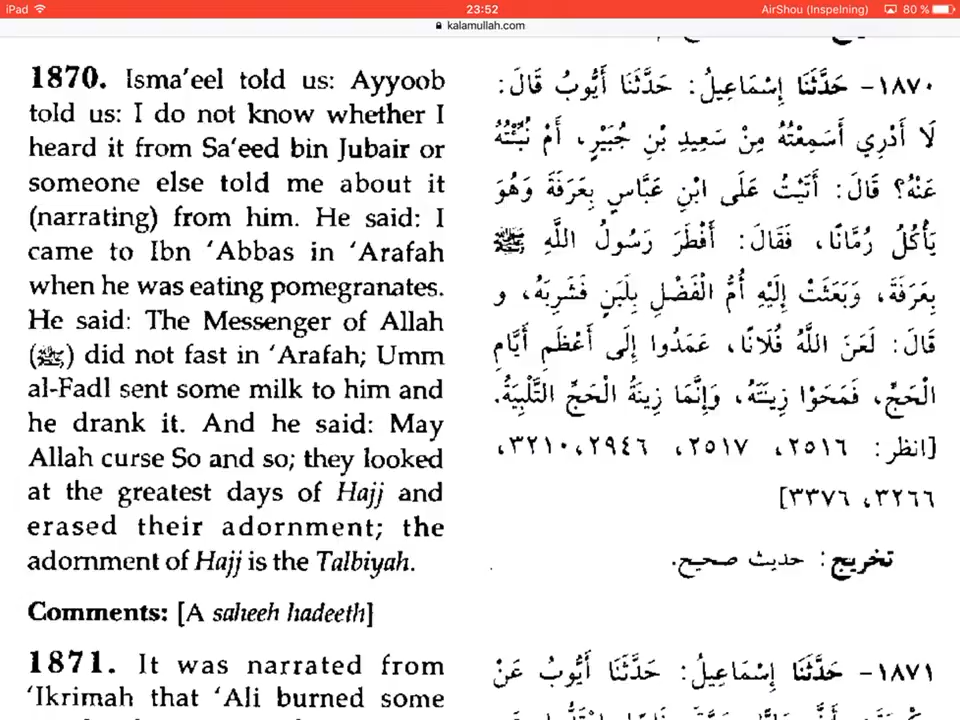 iPad 23:52 AirShou (Inspelning) 80 %
kalamullah.com
1870. Isma'eel told us: Ayyoob
told us: I do not know whether I
heard it from Sa'eed bin Jubair or
someone else told me about it
(narrating) from him. He said: I
came to Ibn 'Abbas in 'Arafah
when he was eating pomegranates.
He said: The Messenger of Allah
(ﷺ) did not fast in 'Arafah; Umm
al-Fadl sent some milk to him and
he drank it. And he said: May
Allah curse So and so; they looked
at the greatest days of Hajj and
erased their adornment; the
adornment of Hajj is the Talbiyah.
Comments: [A saheeh hadeeth]
1871. It was narrated from
'Ikrimah that 'Ali burned some
١٨٧٠- حَدَّثَنَا إِسْمَاعِيلُ: حَدَّثَنَا أَيُّوبُ قَالَ:
لَا أَدْرِي أَسَمِعْتُهُ مِنْ سَعِيدِ بْنِ جُبَيْرٍ، أَمْ نُبِّئْتُهُ
عَنْهُ؟ قَالَ: أَتَيْتُ عَلَى ابْنِ عَبَّاسٍ بِعَرَفَةَ وَهُوَ
يَأْكُلُ رُمَّانًا، فَقَالَ: أَفْطَرَ رَسُولُ اللَّهِ ﷺ
بِعَرَفَةَ، وَبَعَثَتْ إِلَيْهِ أُمُّ الْفَضْلِ بِلَبَنٍ فَشَرِبَهُ، و
قَالَ: لَعَنَ اللَّهُ فُلَانًا، عَمَدُوا إِلَى أَعْظَمِ أَيَّامِ
الْحَجِّ، فَمَحَوْا زِينَتَهُ، وَإِنَّمَا زِينَةُ الْحَجِّ التَّلْبِيَةُ.
[انظر: ٢٥١٦، ٢٥١٧، ٢٩٤٦،٣٢١٠،
٣٢٦٦، ٣٣٧٦]
تخريج: حديث صحيح.
١٨٧١- حَدَّثَنَا إِسْمَاعِيلُ: حَدَّثَنَا أَيُّوبُ عَنْ